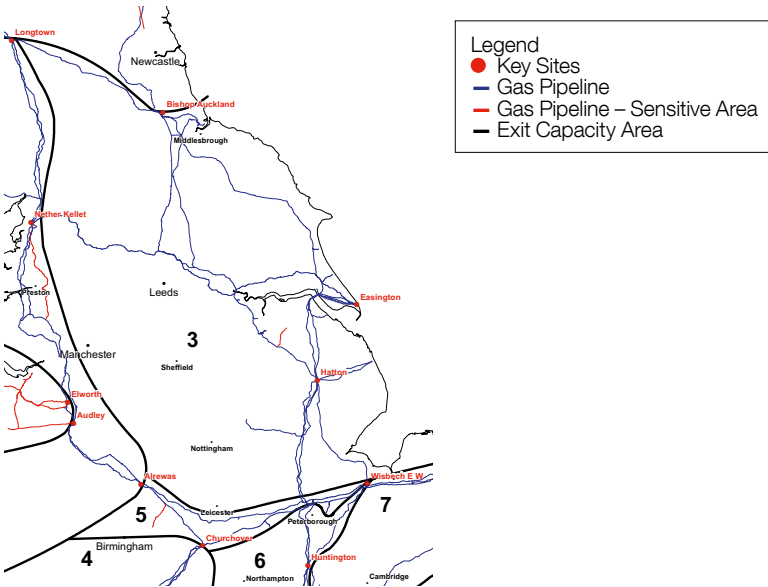 Longtown
Newcastle
Bishop Auckland
Middlesbrough
Nether Kellet
Preston
Leeds
Easington
3
Manchester
Sheffield
Hatton
Elworth
Audley
Nottingham
Alrewas
Wisbech E W
Leicester
Peterborough
5
7
Churchover
Birmingham
4
6
Huntington
Northampton
Cambridge
Legend
Key Sites
Gas Pipeline
Gas Pipeline – Sensitive Area
Exit Capacity Area